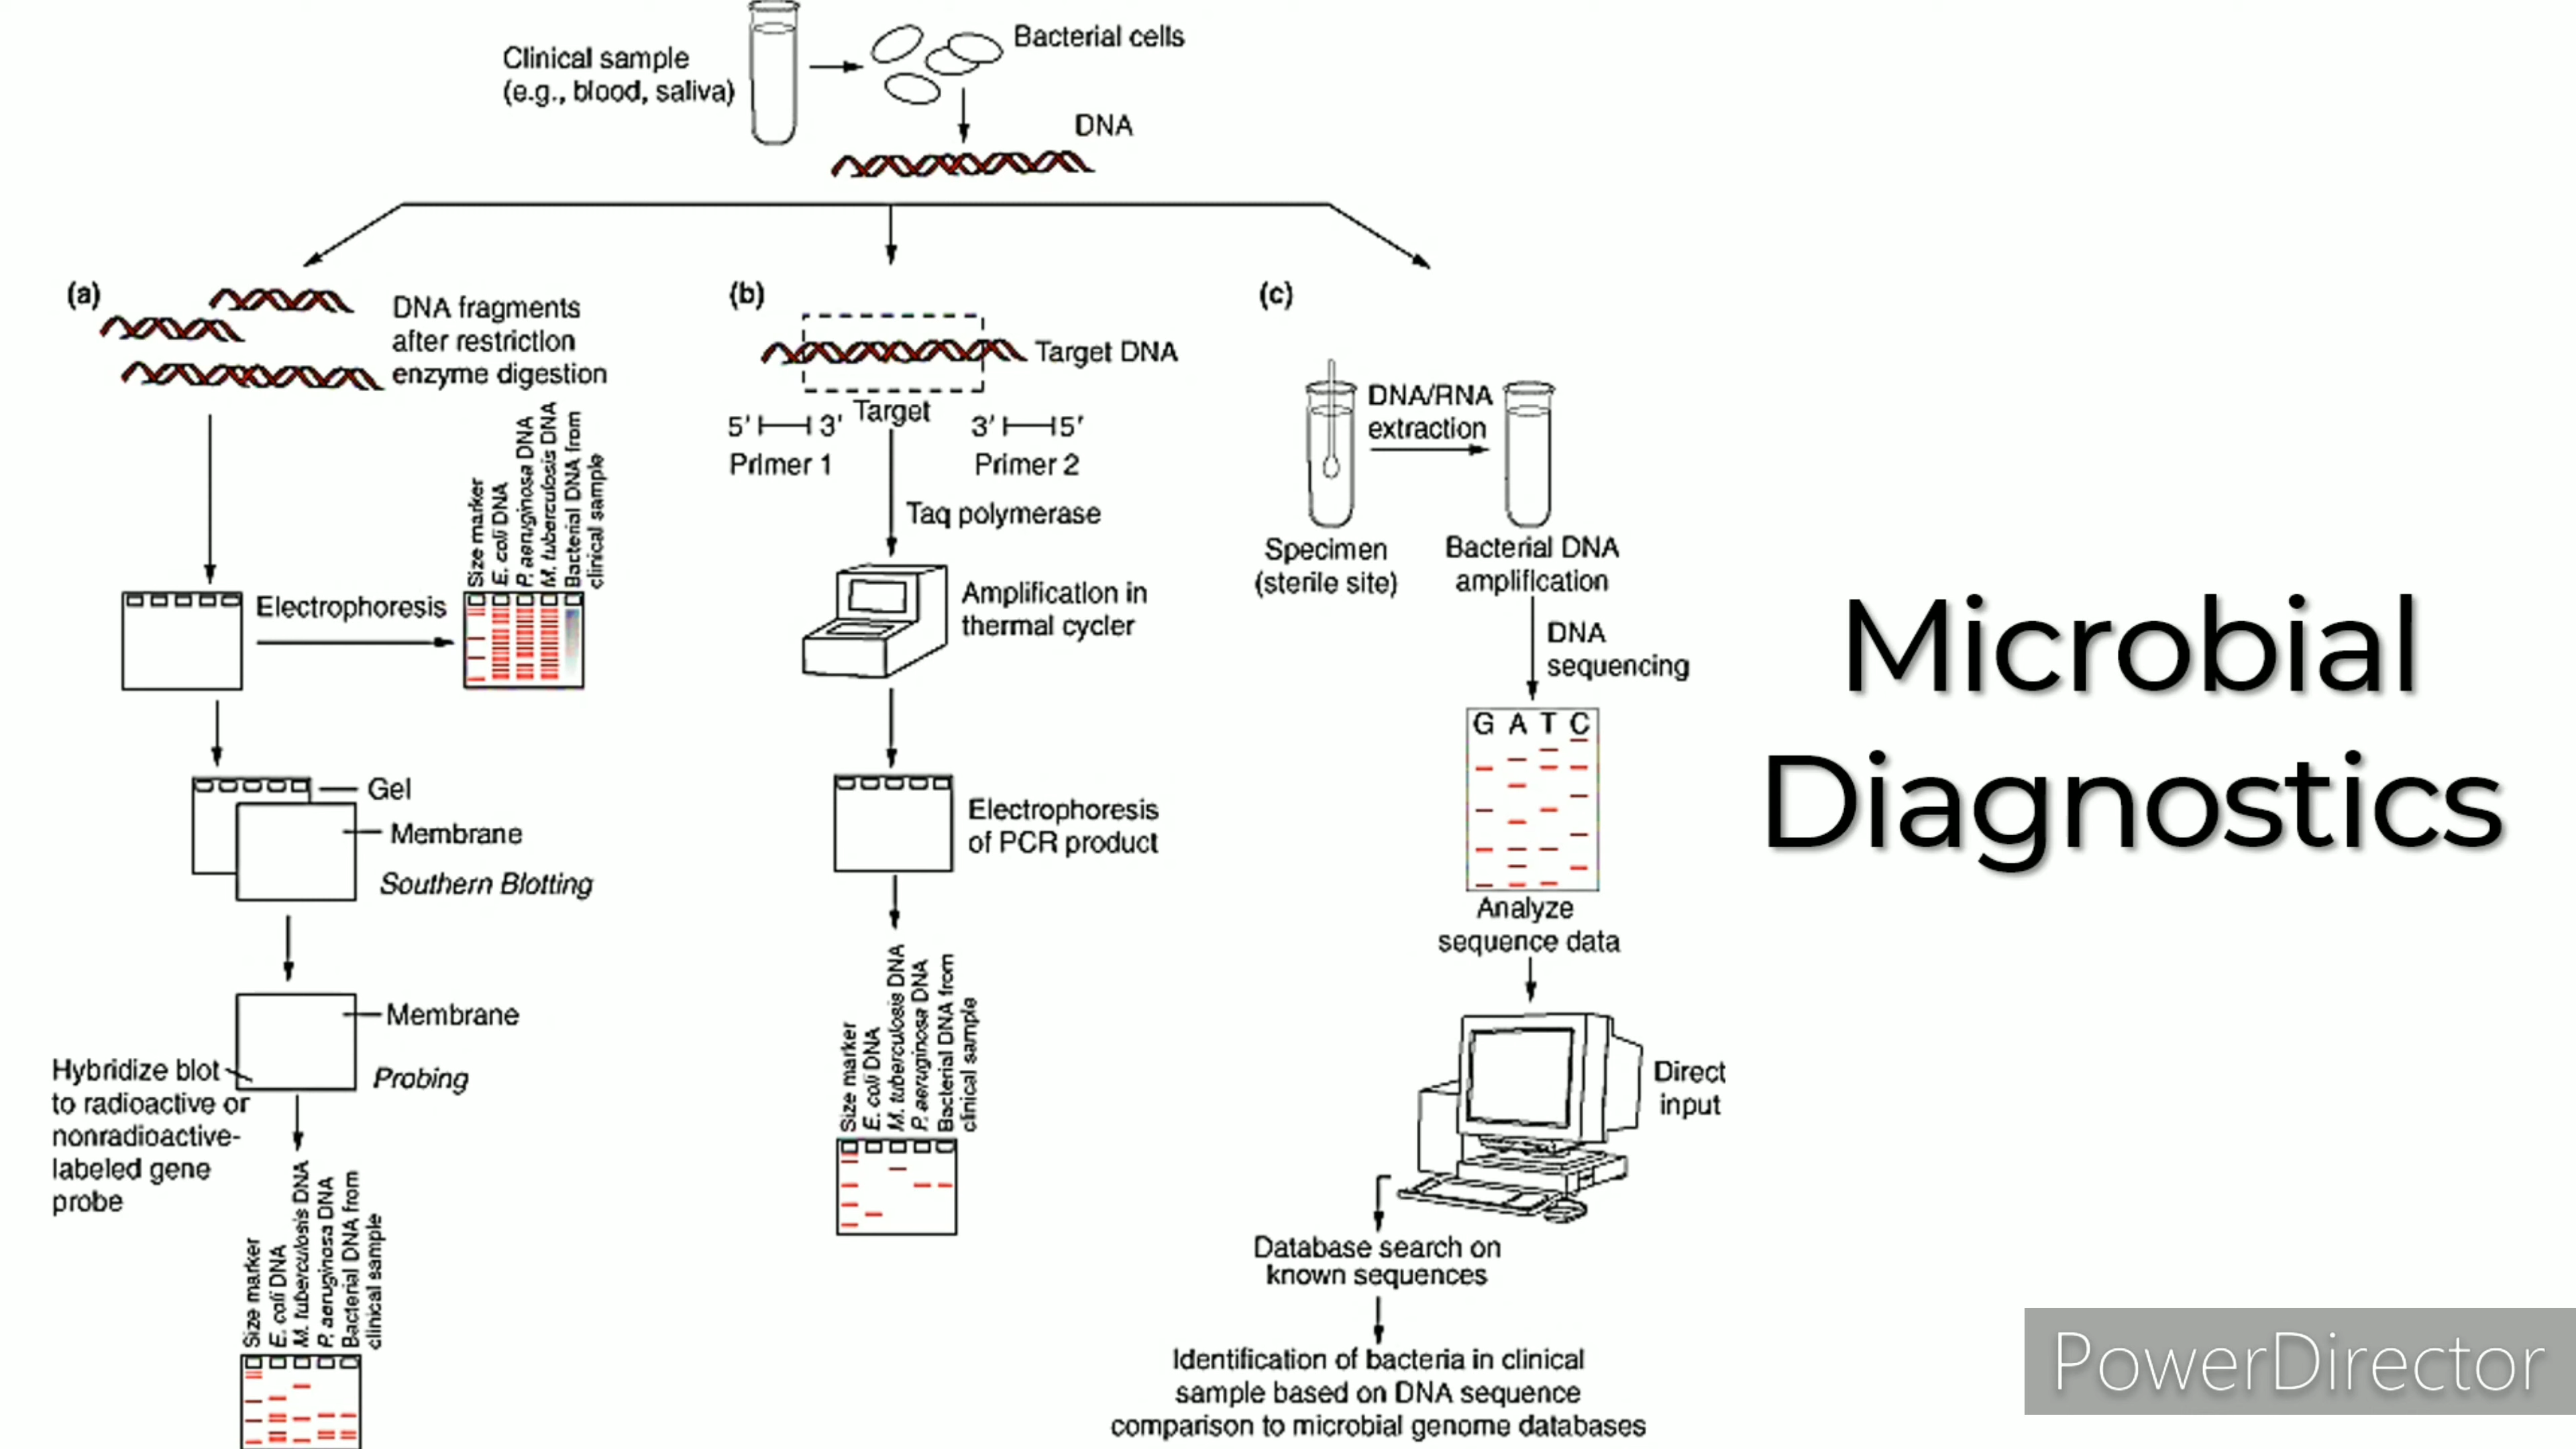 Clinical sample
(e.g., blood, saliva)
Bacterial cells
DNA
(a)
DNA fragments
after restriction
enzyme digestion
Size marker
E. coli DNA
P. aeruginosa DNA
M. tuberculosis DNA
Bacterial DNA from
clinical sample
Electrophoresis
Gel
Membrane
Southern Blotting
Membrane
Probing
Hybridize blot
to radioactive or
nonradioactive-
labeled gene
probe
Size marker
E. coli DNA
M. tuberculosis DNA
P. aeruginosa DNA
Bacterial DNA from
clinical sample
(b)
Target DNA
Target
5' 3'
Primer 1
3' 5'
Primer 2
Taq polymerase
Amplification in
thermal cycler
Electrophoresis
of PCR product
Size marker
E. coli DNA
M. tuberculosis DNA
P. aeruginosa DNA
Bacterial DNA from
clinical sample
(c)
DNA/RNA
extraction
Specimen
(sterile site)
Bacterial DNA
amplification
DNA
sequencing
G A T C
Analyze
sequence data
Direct
input
Database search on
known sequences
Identification of bacteria in clinical
sample based on DNA sequence
comparison to microbial genome databases
Microbial
Diagnostics
PowerDirector